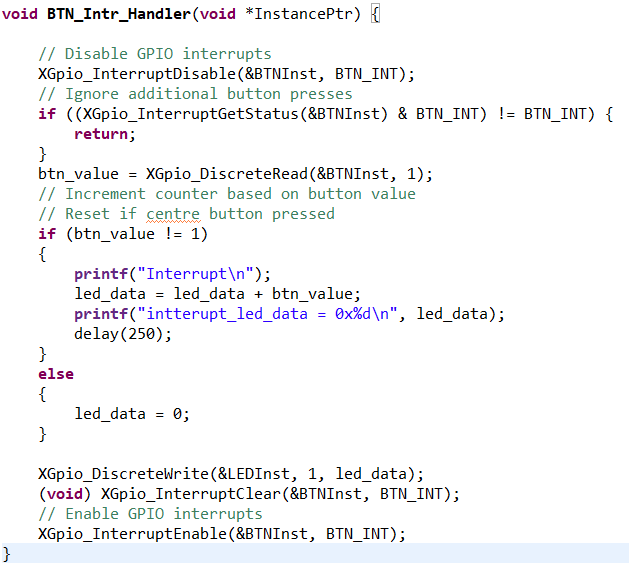 void BTN_Intr_Handler(void *InstancePtr) {
// Disable GPIO interrupts
XGpio_InterruptDisable(&BTNInst, BTN_INT);
// Ignore additional button presses
if ((XGpio_InterruptGetStatus(&BTNInst) & BTN_INT) != BTN_INT) {
return;
}
btn_value = XGpio_DiscreteRead(&BTNInst, 1);
// Increment counter based on button value
// Reset if centre button pressed
if (btn_value != 1)
{
printf("Interrupt\n");
led_data = led_data + btn_value;
printf("intterupt_led_data = 0x%d\n", led_data);
delay(250);
}
else
{
led_data = 0;
}
XGpio_DiscreteWrite(&LEDInst, 1, led_data);
(void) XGpio_InterruptClear(&BTNInst, BTN_INT);
// Enable GPIO interrupts
XGpio_InterruptEnable(&BTNInst, BTN_INT);
}